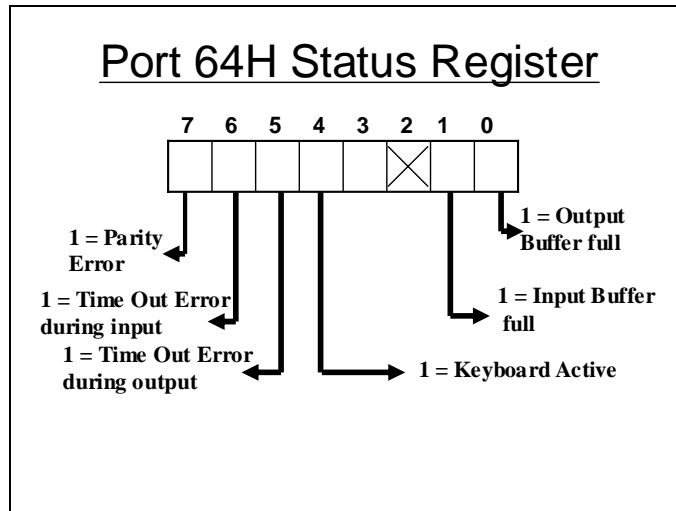 Port 64H Status Register
7 6 5 4 3 2 1 0
1 = Output
Buffer full
1 = Parity
Error
1 = Input Buffer
full
1 = Time Out Error
during input
1 = Time Out Error
during output
1 = Keyboard Active